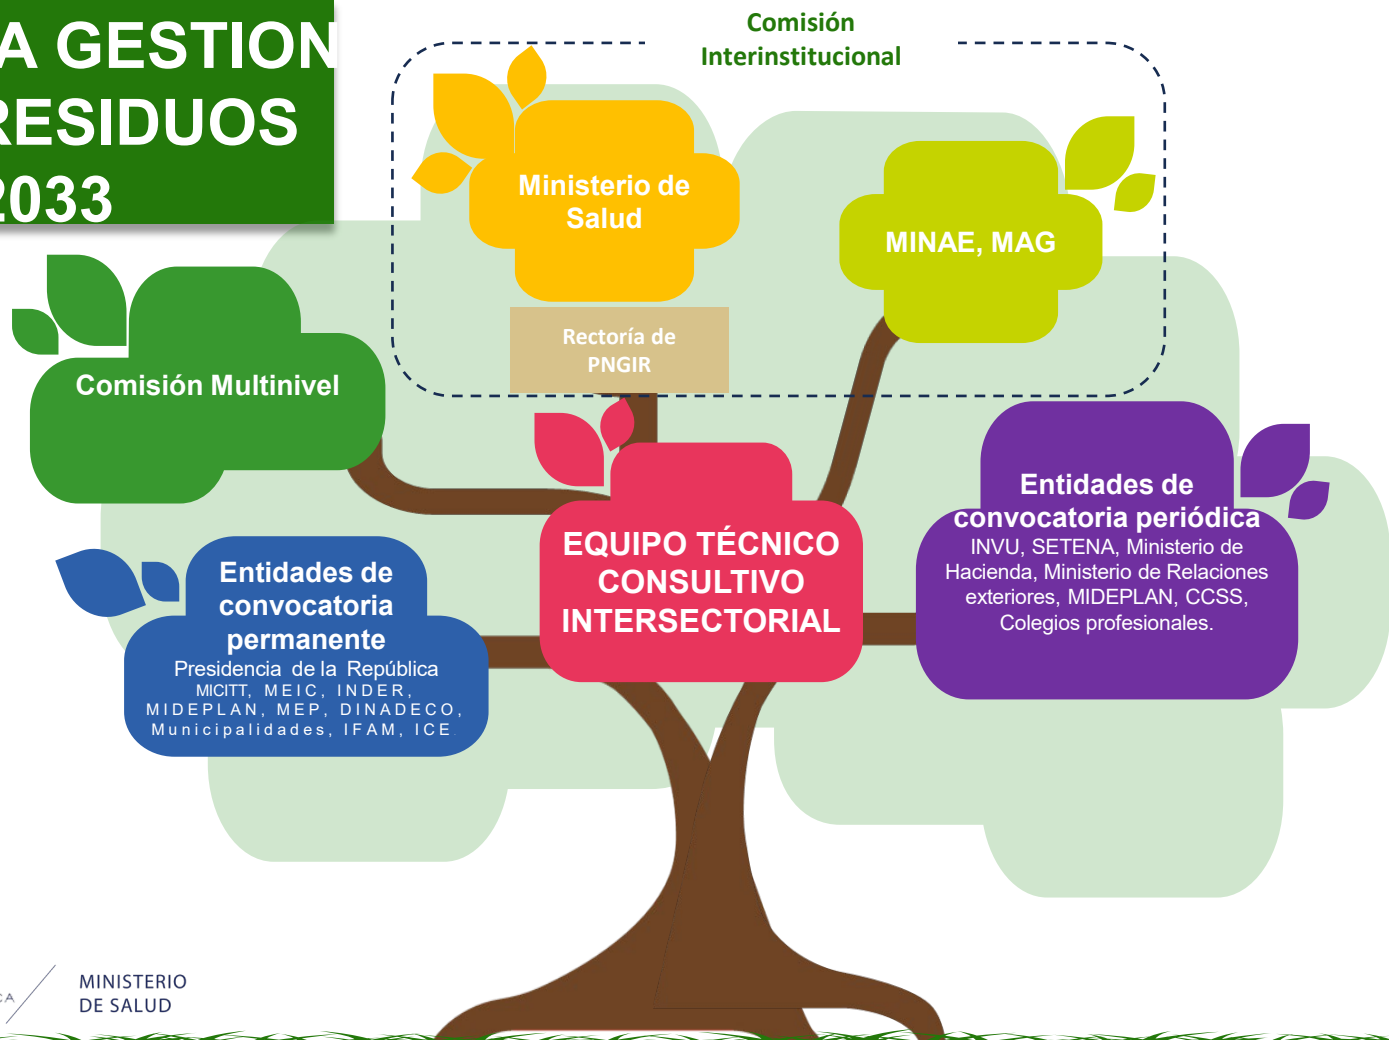 A GESTION
RESIDUOS
2033
Comisión
Interinstitucional
Ministerio de
Salud
MINAE, MAG
Rectoría de
PNGIR
Comisión Multinivel
EQUIPO TÉCNICO
CONSULTIVO
INTERSECTORIAL
Entidades de
convocatoria periódica
INVU, SETENA, Ministerio de
Hacienda, Ministerio de Relaciones
exteriores, MIDEPLAN, CCSS,
Colegios profesionales.
Entidades de
convocatoria
permanente
Presidencia de la República
MICITT, MEIC, INDER,
MIDEPLAN, MEP, DINADECO,
Municipalidades, IFAM, ICE.
CA
MINISTERIO
DE SALUD